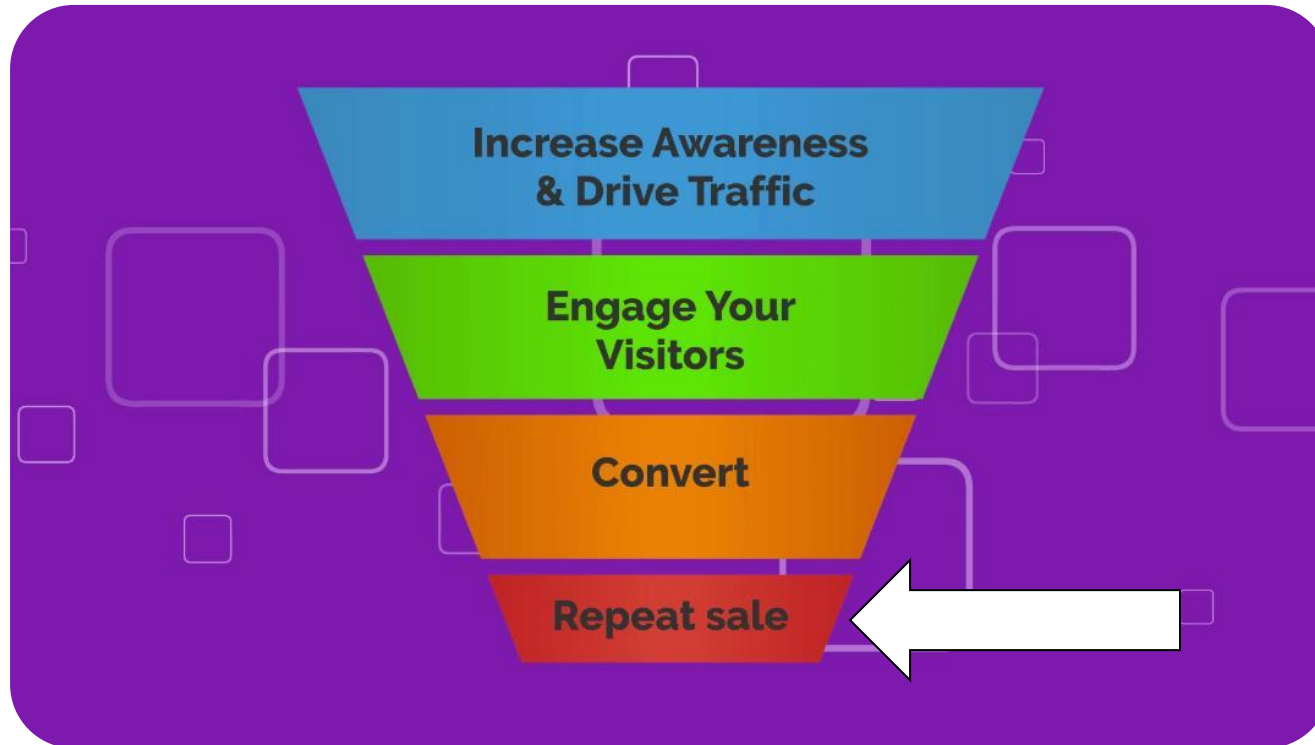 Increase Awareness
& Drive Traffic
Engage Your
Visitors
Convert
Repeat sale